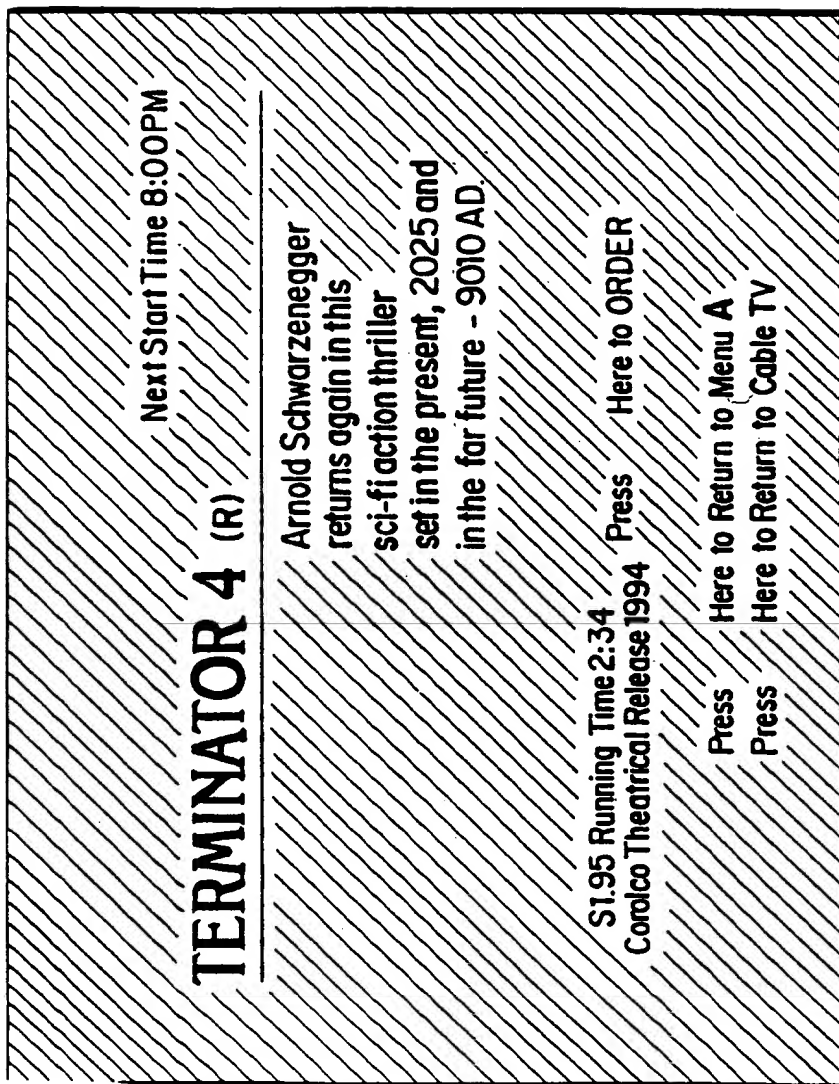 Next Start Time 8:00PM
TERMINATOR 4 (R)
Arnold Schwarzenegger
returns again in this
sci-fi action thriller
set in the present, 2025 and
in the far future - 9010 AD.
$1.95 Running Time 2:34
Corolco Theatrical Release 1994
Press Here to ORDER
Press Here to Return to Menu A
Press Here to Return to Cable TV